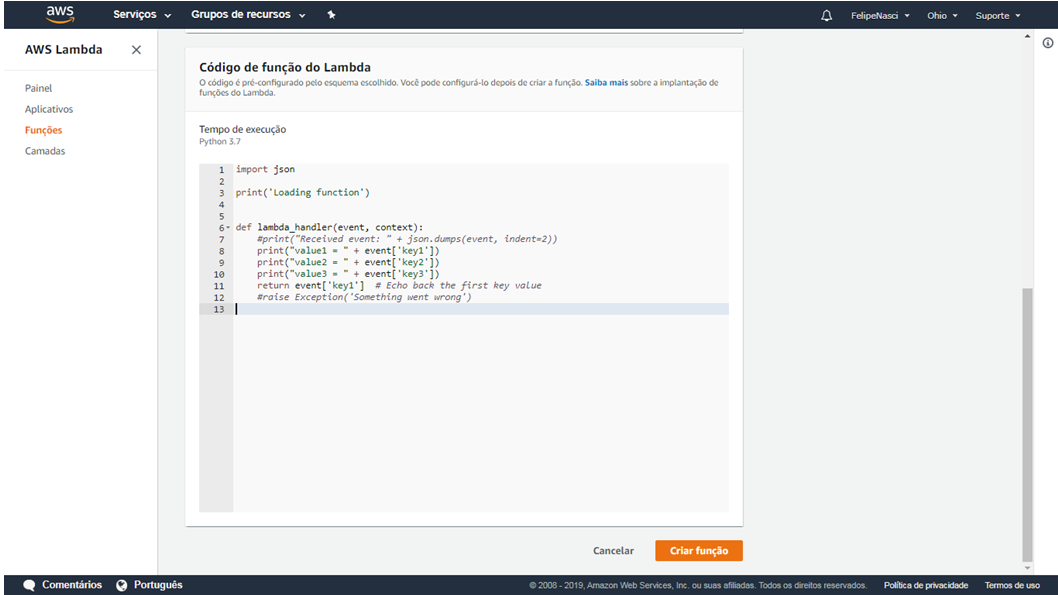 aws Serviços Grupos de recursos FelipeNasci Ohio Suporte
AWS Lambda
Painel
Aplicativos
Funções
Camadas
Código de função do Lambda
O código é pré-configurado pelo esquema escolhido. Você pode configurá-lo depois de criar a função. Saiba mais sobre a implantação de
funções do Lambda.
Tempo de execução
Python 3.7
1 import json
2
3 print('Loading function')
4
5
6 def lambda_handler(event, context):
7 #print("Received event: " + json.dumps(event, indent=2))
8 print("value1 = " + event['key1'])
9 print("value2 = " + event['key2'])
10 print("value3 = " + event['key3'])
11 return event['key1'] # Echo back the first key value
12 #raise Exception('Something went wrong')
13
Cancelar Criar função
Comentários Português © 2008 - 2019, Amazon Web Services, Inc. ou suas afiliadas. Todos os direitos reservados. Política de privacidade Termos de uso